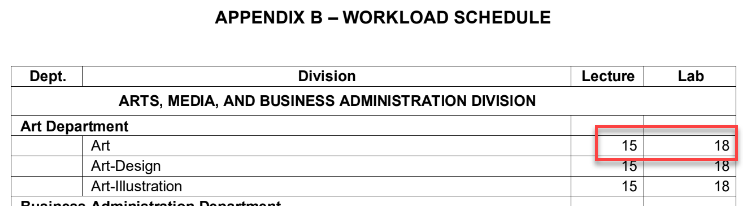 APPENDIX B – WORKLOAD SCHEDULE
Dept. Division Lecture Lab
ARTS, MEDIA, AND BUSINESS ADMINISTRATION DIVISION
Art Department
Art 15 18
Art-Design 15 18
Art-Illustration 15 18
Business Administration Department